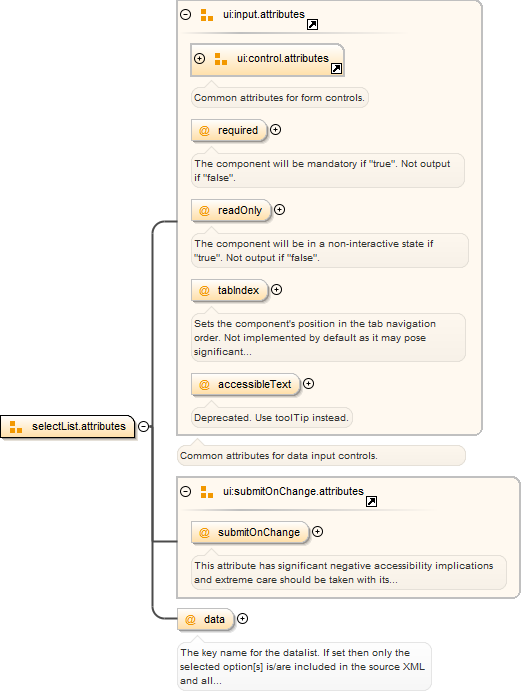 ui:input.attributes
ui:control.attributes
Common attributes for form controls.
@ required
The component will be mandatory if "true". Not output
if "false".
@ readOnly
The component will be in a non-interactive state if
"true". Not output if "false".
@ tabIndex
Sets the component's position in the tab navigation
order. Not implemented by default as it may pose
significant...
@ accessibleText
Deprecated. Use toolTip instead.
selectList.attributes
Common attributes for data input controls.
ui:submitOnChange.attributes
@ submitOnChange
This attribute has significant negative accessibility implications
and extreme care should be taken with its...
@ data
The key name for the datalist. If set then only the
selected option[s] is/are included in the source XML
and all...